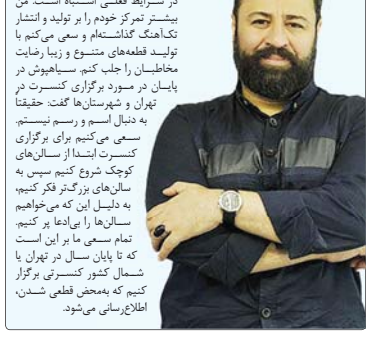 در شرایط فعلی اشتباه است. من
بیشتر تمرکز خودم را بر تولید و انتشار
تک‌آهنگ گذاشته‌ام و سعی می‌کنم با
تولید قطعه‌های متنوع و زیبا رضایت
مخاطبان را جلب کنم. سیاهپوش در
پایان در مورد برگزاری کنسرت در
تهران و شهرستان‌ها گفت: حقیقتاً
به دنبال اسم و رسم نیستم.
سعی می‌کنیم برای برگزاری
کنسرت ابتدا از سالن‌های
کوچک شروع کنیم سپس به
سالن‌های بزرگ‌تر فکر کنیم،
به دلیل این که می‌خواهیم
سالن‌ها را بی‌ادعا پر کنیم.
تمام سعی ما بر این است
که تا پایان سال در تهران یا
شمال کشور کنسرتی برگزار
کنیم که به‌محض قطعی شدن،
اطلاع‌رسانی می‌شود.